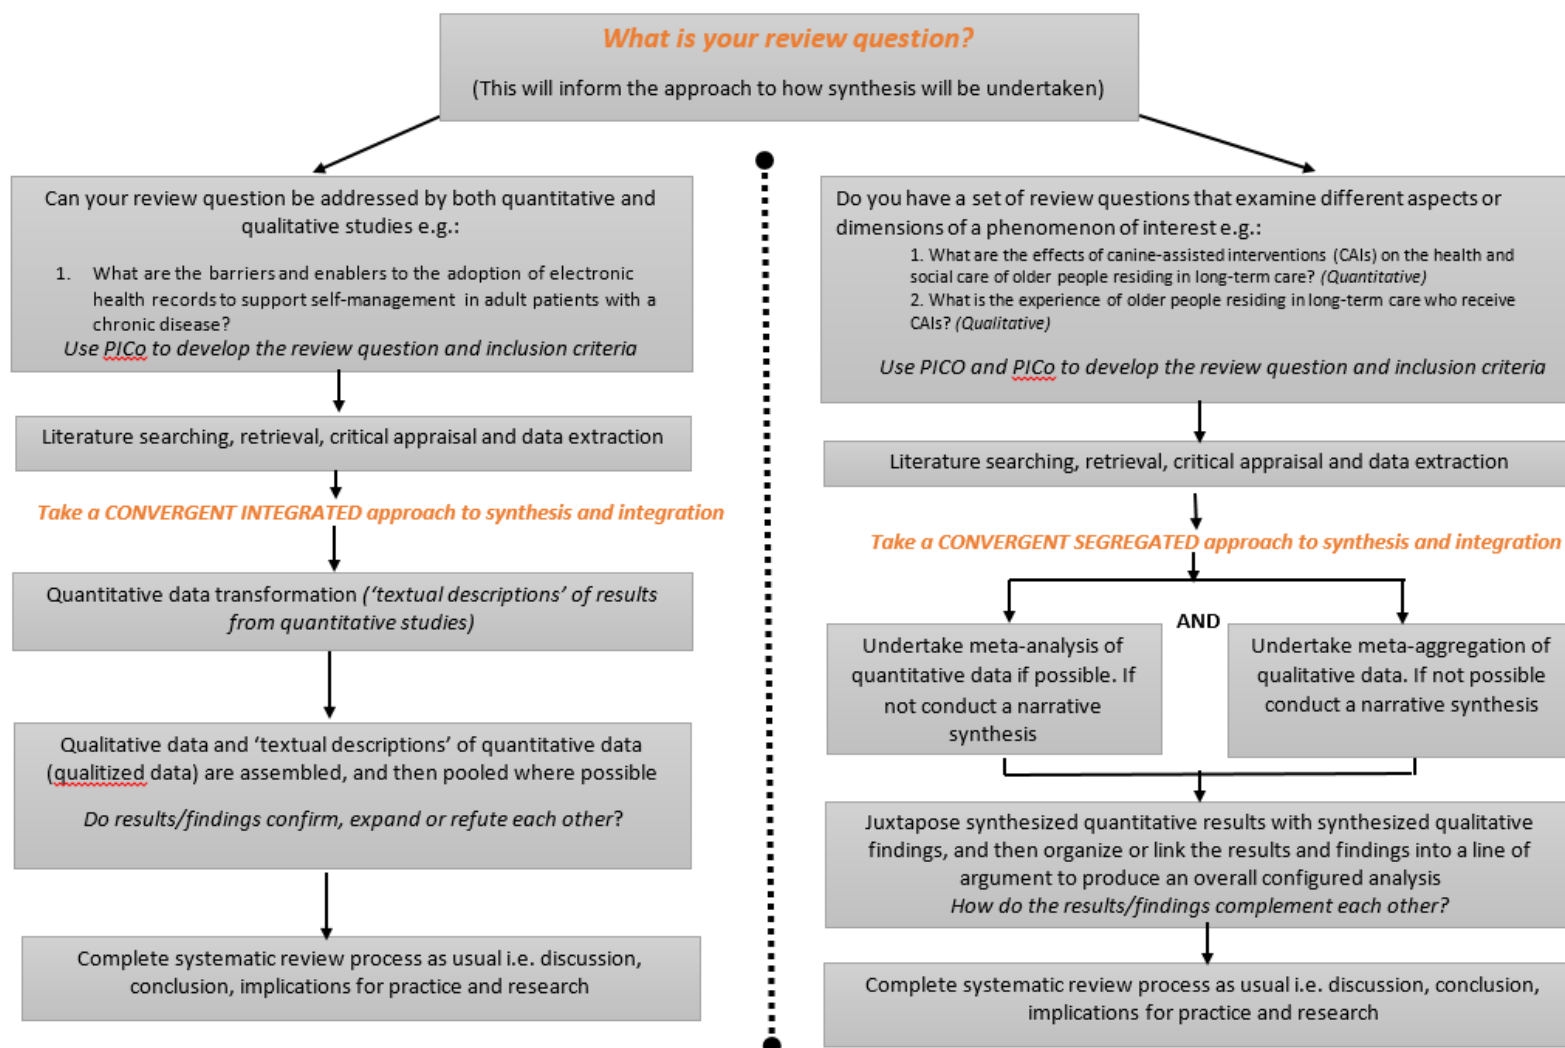 What is your review question?
(This will inform the approach to how synthesis will be undertaken)
Can your review question be addressed by both quantitative and
qualitative studies e.g.:
1. What are the barriers and enablers to the adoption of electronic
health records to support self-management in adult patients with a
chronic disease?
Use PICo to develop the review question and inclusion criteria
Literature searching, retrieval, critical appraisal and data extraction
Take a CONVERGENT INTEGRATED approach to synthesis and integration
Quantitative data transformation (‘textual descriptions’ of results
from quantitative studies)
Qualitative data and ‘textual descriptions’ of quantitative data
(qualitized data) are assembled, and then pooled where possible
Do results/findings confirm, expand or refute each other?
Complete systematic review process as usual i.e. discussion,
conclusion, implications for practice and research
Do you have a set of review questions that examine different aspects or
dimensions of a phenomenon of interest e.g.:
1. What are the effects of canine-assisted interventions (CAIs) on the health and
social care of older people residing in long-term care? (Quantitative)
2. What is the experience of older people residing in long-term care who receive
CAIs? (Qualitative)
Use PICO and PICo to develop the review question and inclusion criteria
Literature searching, retrieval, critical appraisal and data extraction
Take a CONVERGENT SEGREGATED approach to synthesis and integration
AND
Undertake meta-analysis of
quantitative data if possible. If
not conduct a narrative
synthesis
Undertake meta-aggregation of
qualitative data. If not possible
conduct a narrative synthesis
Juxtapose synthesized quantitative results with synthesized qualitative
findings, and then organize or link the results and findings into a line of
argument to produce an overall configured analysis
How do the results/findings complement each other?
Complete systematic review process as usual i.e. discussion, conclusion,
implications for practice and research